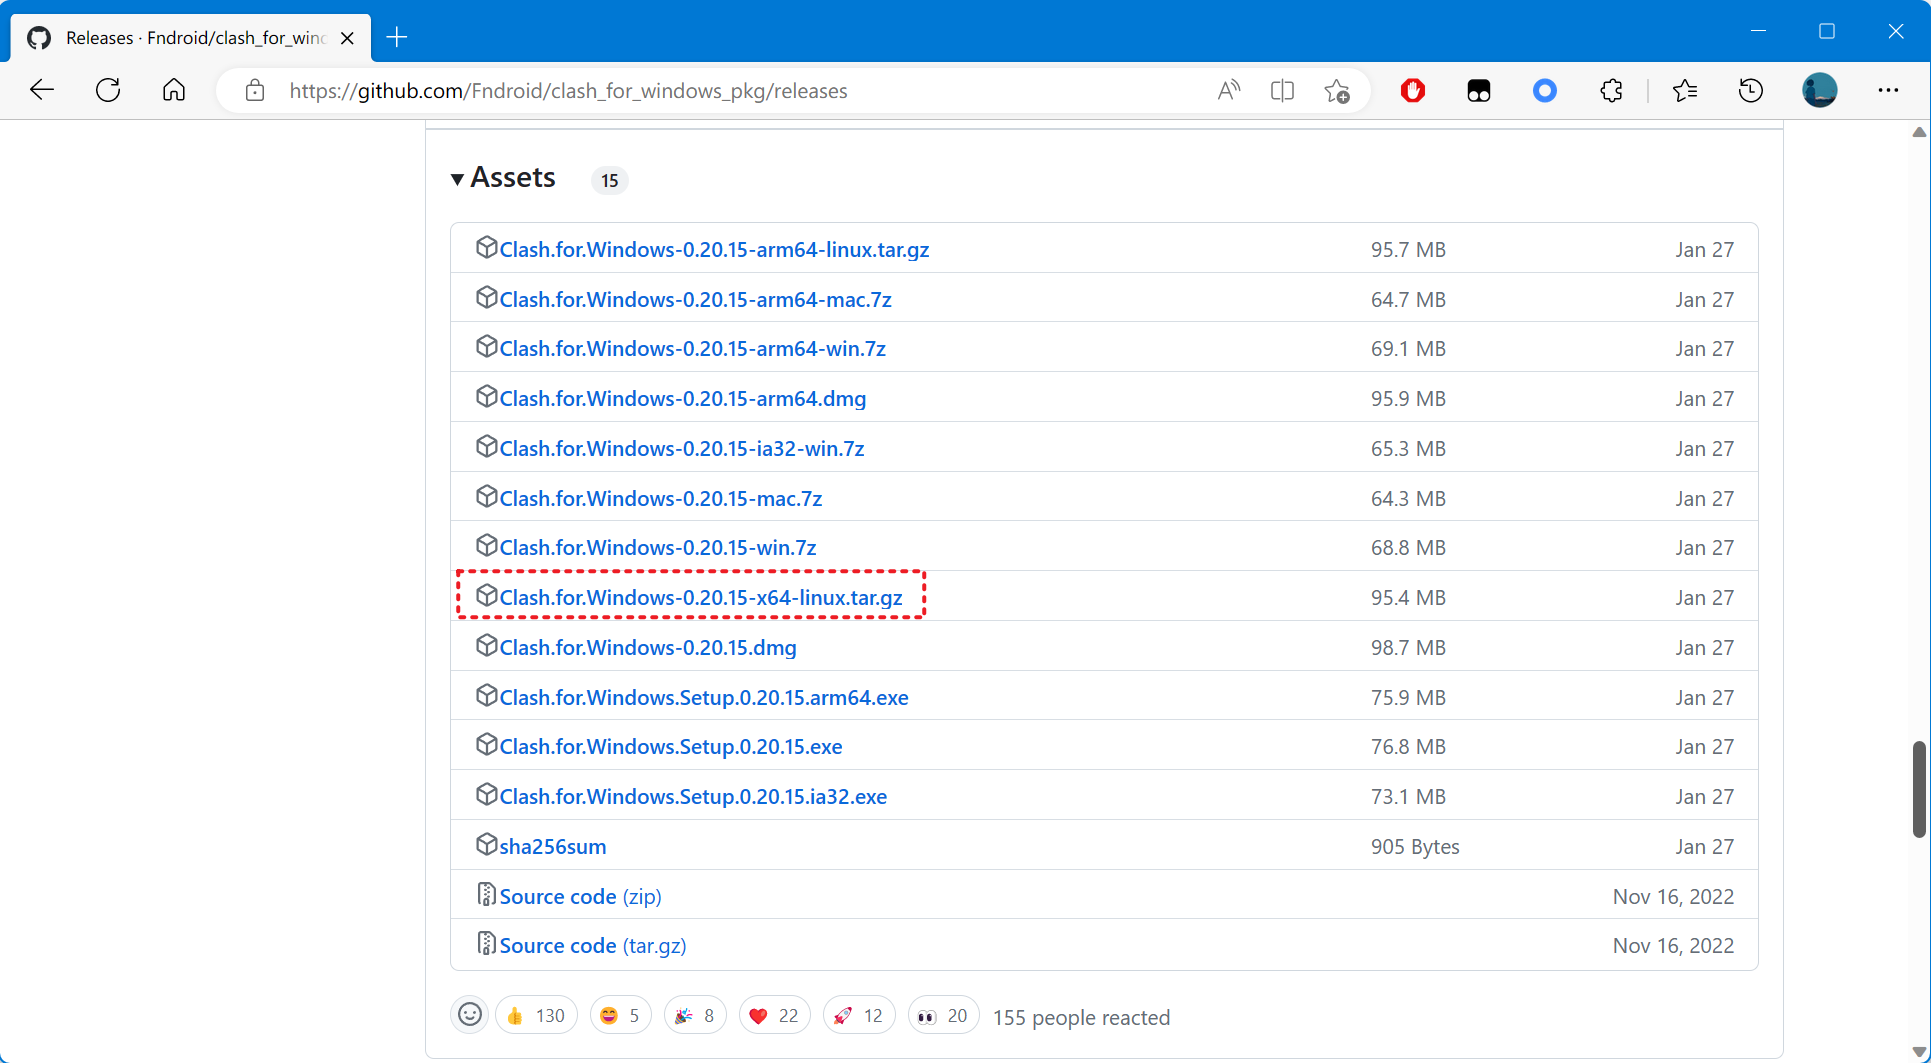 Releases · Fndroid/clash_for_wind
https://github.com/Fndroid/clash_for_windows_pkg/releases
Assets 15
Clash.for.Windows-0.20.15-arm64-linux.tar.gz 95.7 MB Jan 27
Clash.for.Windows-0.20.15-arm64-mac.7z 64.7 MB Jan 27
Clash.for.Windows-0.20.15-arm64-win.7z 69.1 MB Jan 27
Clash.for.Windows-0.20.15-arm64.dmg 95.9 MB Jan 27
Clash.for.Windows-0.20.15-ia32-win.7z 65.3 MB Jan 27
Clash.for.Windows-0.20.15-mac.7z 64.3 MB Jan 27
Clash.for.Windows-0.20.15-win.7z 68.8 MB Jan 27
Clash.for.Windows-0.20.15-x64-linux.tar.gz 95.4 MB Jan 27
Clash.for.Windows-0.20.15.dmg 98.7 MB Jan 27
Clash.for.Windows.Setup.0.20.15.arm64.exe 75.9 MB Jan 27
Clash.for.Windows.Setup.0.20.15.exe 76.8 MB Jan 27
Clash.for.Windows.Setup.0.20.15.ia32.exe 73.1 MB Jan 27
sha256sum 905 Bytes Jan 27
Source code (zip) Nov 16, 2022
Source code (tar.gz) Nov 16, 2022
130 5 8 22 12 20 155 people reacted